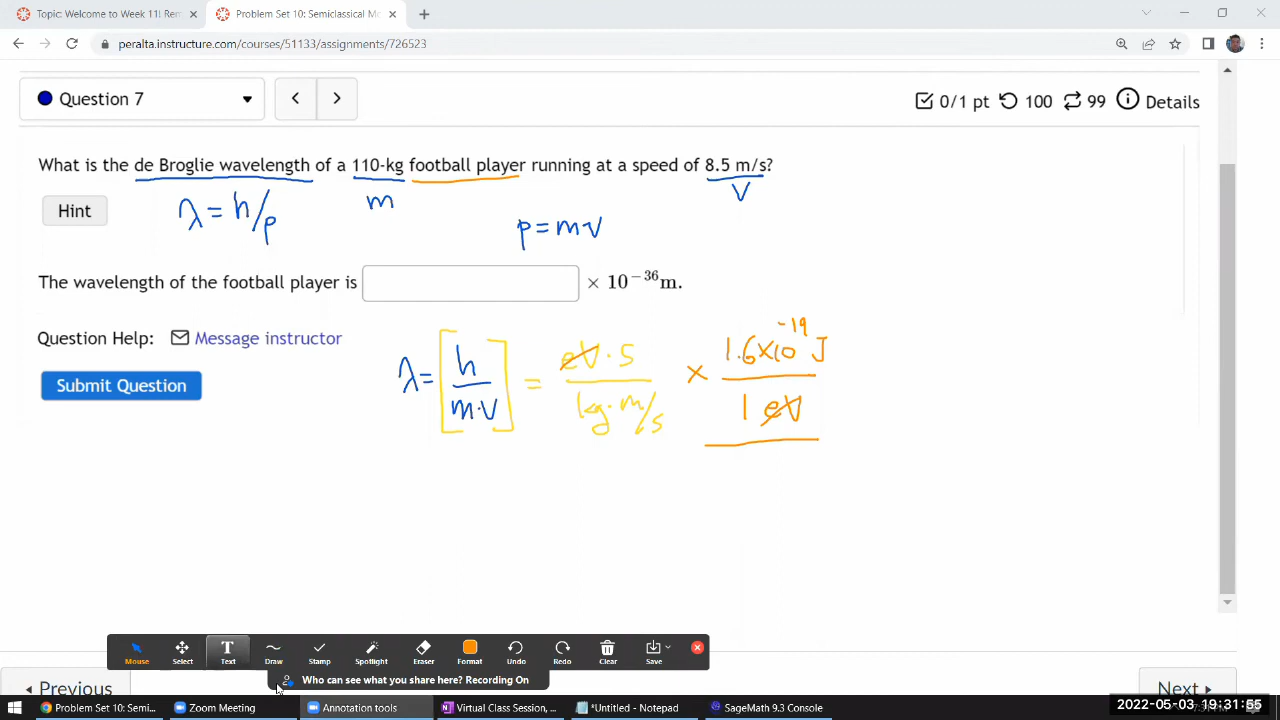 Topic: Welcome to Week 11! Rem
Problem Set 10: Semiclassical Mo
peralta.instructure.com/courses/51133/assignments/726523
Question 7
0/1 pt 100 99 Details
What is the de Broglie wavelength of a 110-kg football player running at a speed of 8.5 m/s?
Hint
λ = h/p
m
p = m·v
v
The wavelength of the football player is × 10⁻³⁶ m.
Question Help: Message instructor
Submit Question
λ = [h / m·v] = eV·s / kg·m/s × 1.6×10⁻¹⁹ J / 1 eV
Mouse Select Text Draw Stamp Spotlight Eraser Format Undo Redo Clear Save
Who can see what you share here? Recording On
Previous
Next
Problem Set 10: Semi... Zoom Meeting Annotation tools Virtual Class Session, ... *Untitled - Notepad SageMath 9.3 Console
2022-05-03 19:31:55